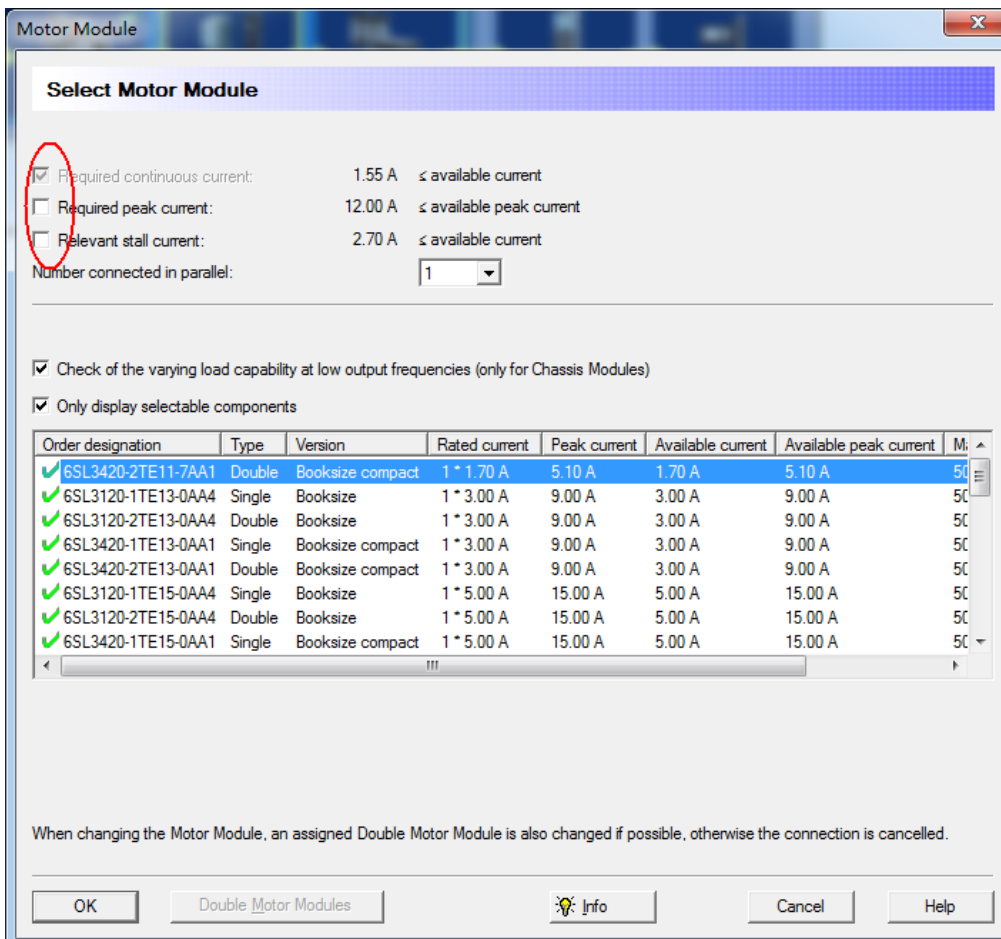 Motor Module
Select Motor Module
Required continuous current: 1.55 A ≤ available current
Required peak current: 12.00 A ≤ available peak current
Relevant stall current: 2.70 A ≤ available current
Number connected in parallel: 1
Check of the varying load capability at low output frequencies (only for Chassis Modules)
Only display selectable components
Order designation Type Version Rated current Peak current Available current Available peak current
6SL3420-2TE11-7AA1 Double Booksize compact 1 * 1.70 A 5.10 A 1.70 A 5.10 A
6SL3120-1TE13-0AA4 Single Booksize 1 * 3.00 A 9.00 A 3.00 A 9.00 A
6SL3120-2TE13-0AA4 Double Booksize 1 * 3.00 A 9.00 A 3.00 A 9.00 A
6SL3420-1TE13-0AA1 Single Booksize compact 1 * 3.00 A 9.00 A 3.00 A 9.00 A
6SL3420-2TE13-0AA1 Double Booksize compact 1 * 3.00 A 9.00 A 3.00 A 9.00 A
6SL3120-1TE15-0AA4 Single Booksize 1 * 5.00 A 15.00 A 5.00 A 15.00 A
6SL3120-2TE15-0AA4 Double Booksize 1 * 5.00 A 15.00 A 5.00 A 15.00 A
6SL3420-1TE15-0AA1 Single Booksize compact 1 * 5.00 A 15.00 A 5.00 A 15.00 A
When changing the Motor Module, an assigned Double Motor Module is also changed if possible, otherwise the connection is cancelled.
OK Double Motor Modules Info Cancel Help